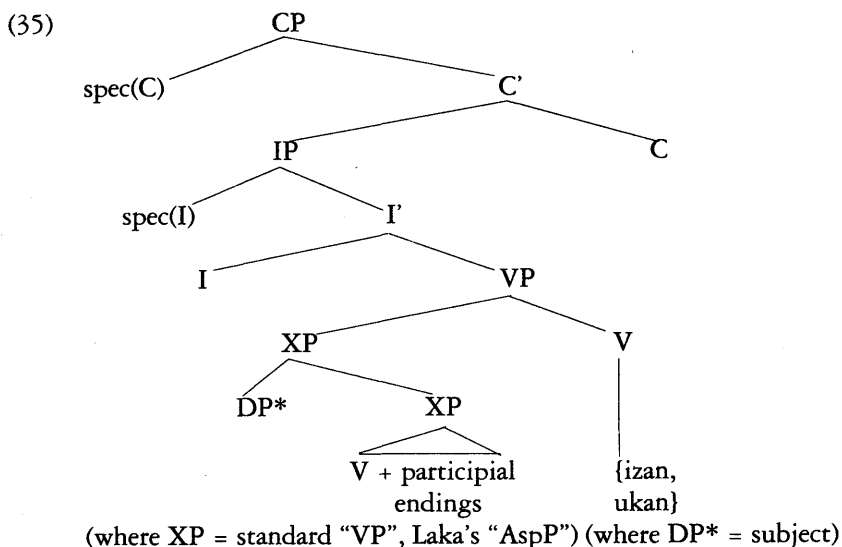 (35)
CP
spec(C)
C'
IP
C
spec(I)
I'
I
VP
XP
V
DP*
XP
V + participial
endings
{izan,
ukan}
(where XP = standard "VP", Laka's "AspP") (where DP* = subject)